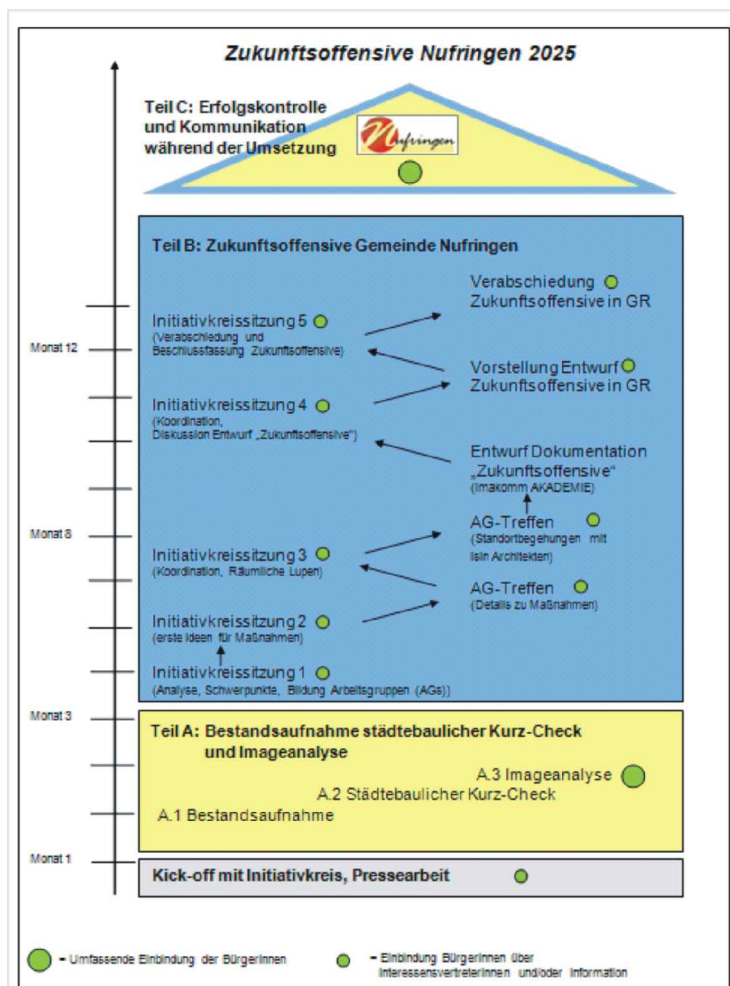 Zukunftsoffensive Nufringen 2025
Teil C: Erfolgskontrolle
und Kommunikation
während der Umsetzung
Nufringen
Teil B: Zukunftsoffensive Gemeinde Nufringen
Verabschiedung
Zukunftsoffensive in GR
Initiativkreissitzung 5
(Verabschiedung und
Beschlussfassung Zukunftsoffensive)
Monat 12
Vorstellung Entwurf
Zukunftsoffensive in GR
Initiativkreissitzung 4
(Koordination,
Diskussion Entwurf „Zukunftsoffensive“)
Entwurf Dokumentation
„Zukunftsoffensive“
(imakomm AKADEMIE)
Monat 8
AG-Treffen
(Standortbegehungen mit
isin Architekten)
Initiativkreissitzung 3
(Koordination, Räumliche Lupen)
AG-Treffen
(Details zu Maßnahmen)
Initiativkreissitzung 2
(erste Ideen für Maßnahmen)
Initiativkreissitzung 1
(Analyse, Schwerpunkte, Bildung Arbeitsgruppen (AGs))
Monat 3
Teil A: Bestandsaufnahme städtebaulicher Kurz-Check
und Imageanalyse
A.3 Imageanalyse
A.2 Städtebaulicher Kurz-Check
A.1 Bestandsaufnahme
Monat 1
Kick-off mit Initiativkreis, Pressearbeit
= Umfassende Einbindung der BürgerInnen
= Einbindung BürgerInnen über
InteressensvertreterInnen und/oder Information